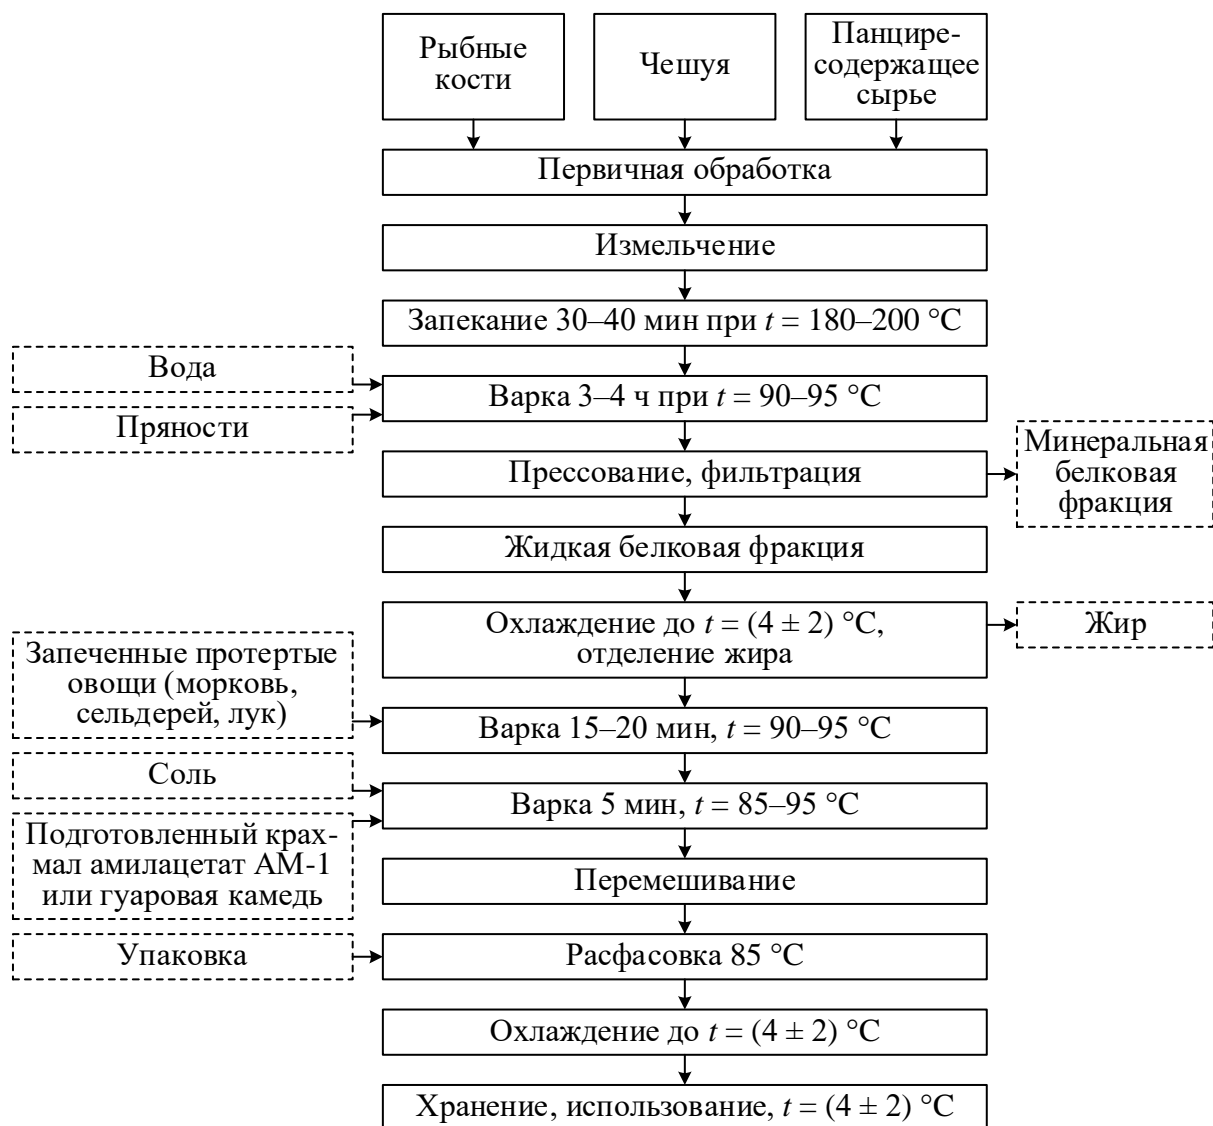 Рыбные
кости
Чешуя
Панцире-
содержащее
сырье
Первичная обработка
Измельчение
Запекание 30–40 мин при t = 180–200 °C
Вода
Пряности
Варка 3–4 ч при t = 90–95 °C
Прессование, фильтрация
Минеральная
белковая
фракция
Жидкая белковая фракция
Охлаждение до t = (4 ± 2) °C,
отделение жира
Жир
Запеченные протертые
овощи (морковь,
сельдерей, лук)
Варка 15–20 мин, t = 90–95 °C
Соль
Подготовленный крах-
мал амилацетат АМ-1
или гуаровая камедь
Варка 5 мин, t = 85–95 °C
Перемешивание
Упаковка
Расфасовка 85 °C
Охлаждение до t = (4 ± 2) °C
Хранение, использование, t = (4 ± 2) °C